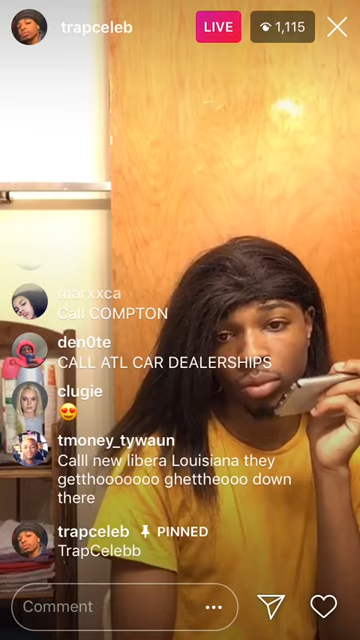 trapceleb
LIVE
1,115
marxxca
Call COMPTON
den0te
CALL ATL CAR DEALERSHIPS
clugie
😍
tmoney_tywaun
Calll new libera Louisiana they
getthooooooo ghettheooo down
there
trapceleb PINNED
TrapCelebb
Comment